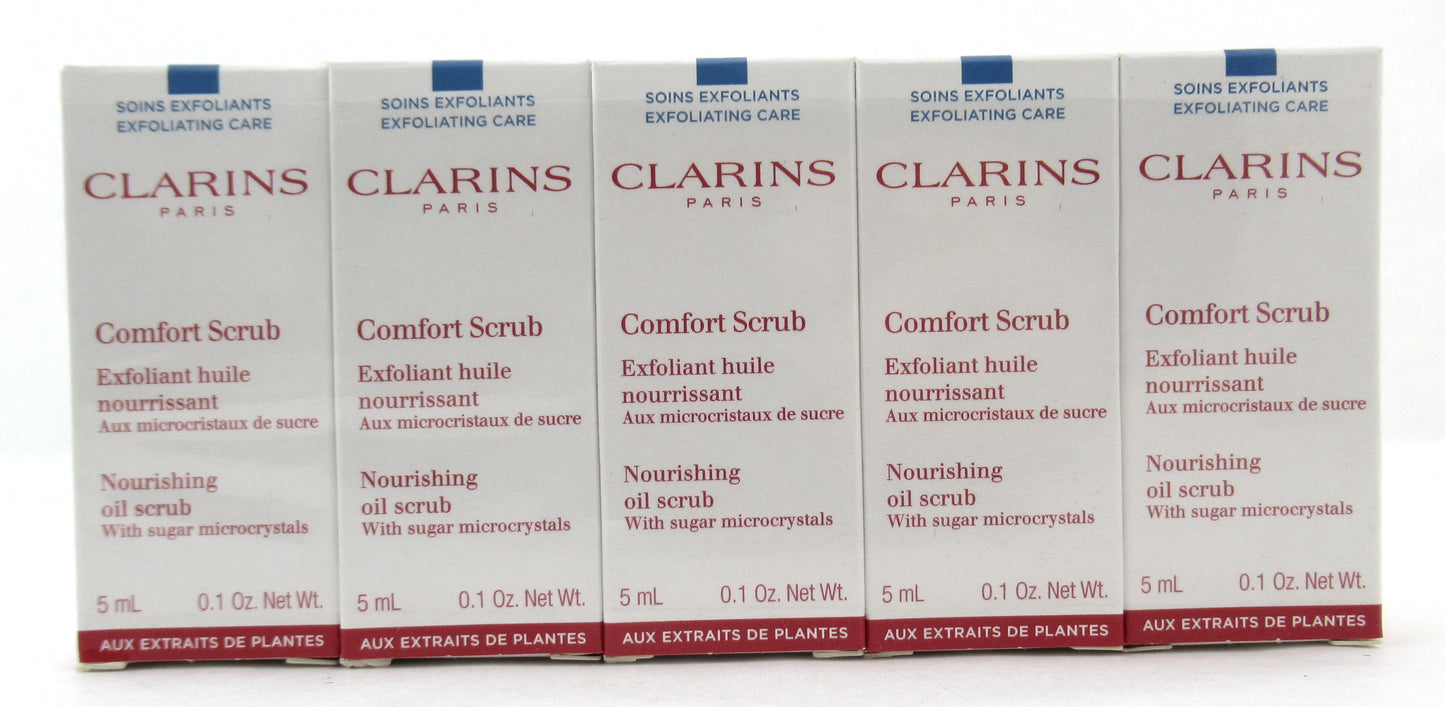 SOINS EXFOLIANTS
EXFOLIATING CARE
CLARINS
PARIS
Comfort Scrub
Exfoliant huile
nourrissant
Aux microcristaux de sucre
Nourishing
oil scrub
With sugar microcrystals
5 mL 0.1 Oz. Net Wt.
AUX EXTRAITS DE PLANTES
SOINS EXFOLIANTS
EXFOLIATING CARE
CLARINS
PARIS
Comfort Scrub
Exfoliant huile
nourrissant
Aux microcristaux de sucre
Nourishing
oil scrub
With sugar microcrystals
5 mL 0.1 Oz. Net Wt.
AUX EXTRAITS DE PLANTES
SOINS EXFOLIANTS
EXFOLIATING CARE
CLARINS
PARIS
Comfort Scrub
Exfoliant huile
nourrissant
Aux microcristaux de sucre
Nourishing
oil scrub
With sugar microcrystals
5 mL 0.1 Oz. Net Wt.
AUX EXTRAITS DE PLANTES
SOINS EXFOLIANTS
EXFOLIATING CARE
CLARINS
PARIS
Comfort Scrub
Exfoliant huile
nourrissant
Aux microcristaux de sucre
Nourishing
oil scrub
With sugar microcrystals
5 mL 0.1 Oz. Net Wt.
AUX EXTRAITS DE PLANTES
SOINS EXFOLIANTS
EXFOLIATING CARE
CLARINS
PARIS
Comfort Scrub
Exfoliant huile
nourrissant
Aux microcristaux de sucre
Nourishing
oil scrub
With sugar microcrystals
5 mL 0.1 Oz. Net Wt.
AUX EXTRAITS DE PLANTES